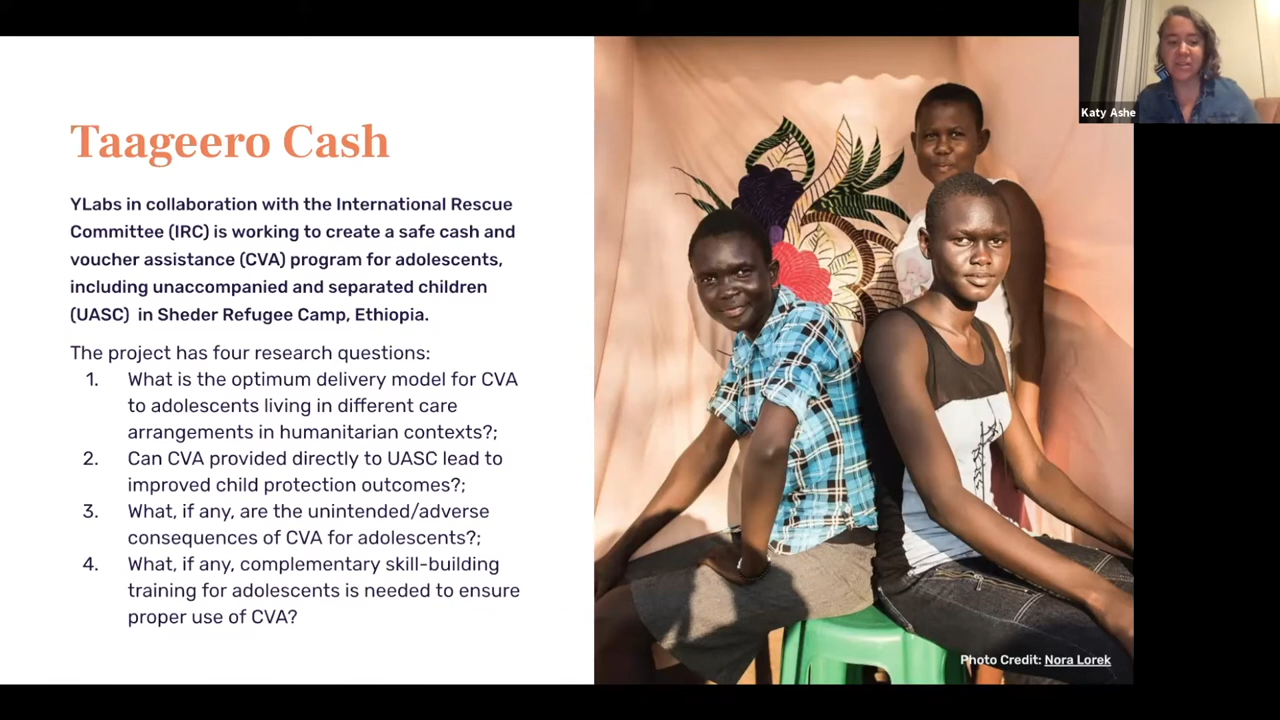 Taageero Cash
YLabs in collaboration with the International Rescue
Committee (IRC) is working to create a safe cash and
voucher assistance (CVA) program for adolescents,
including unaccompanied and separated children
(UASC)  in Sheder Refugee Camp, Ethiopia.
The project has four research questions:
1. What is the optimum delivery model for CVA
to adolescents living in different care
arrangements in humanitarian contexts?;
2. Can CVA provided directly to UASC lead to
improved child protection outcomes?;
3. What, if any, are the unintended/adverse
consequences of CVA for adolescents?;
4. What, if any, complementary skill-building
training for adolescents is needed to ensure
proper use of CVA?
Photo Credit: Nora Lorek
Katy Ashe